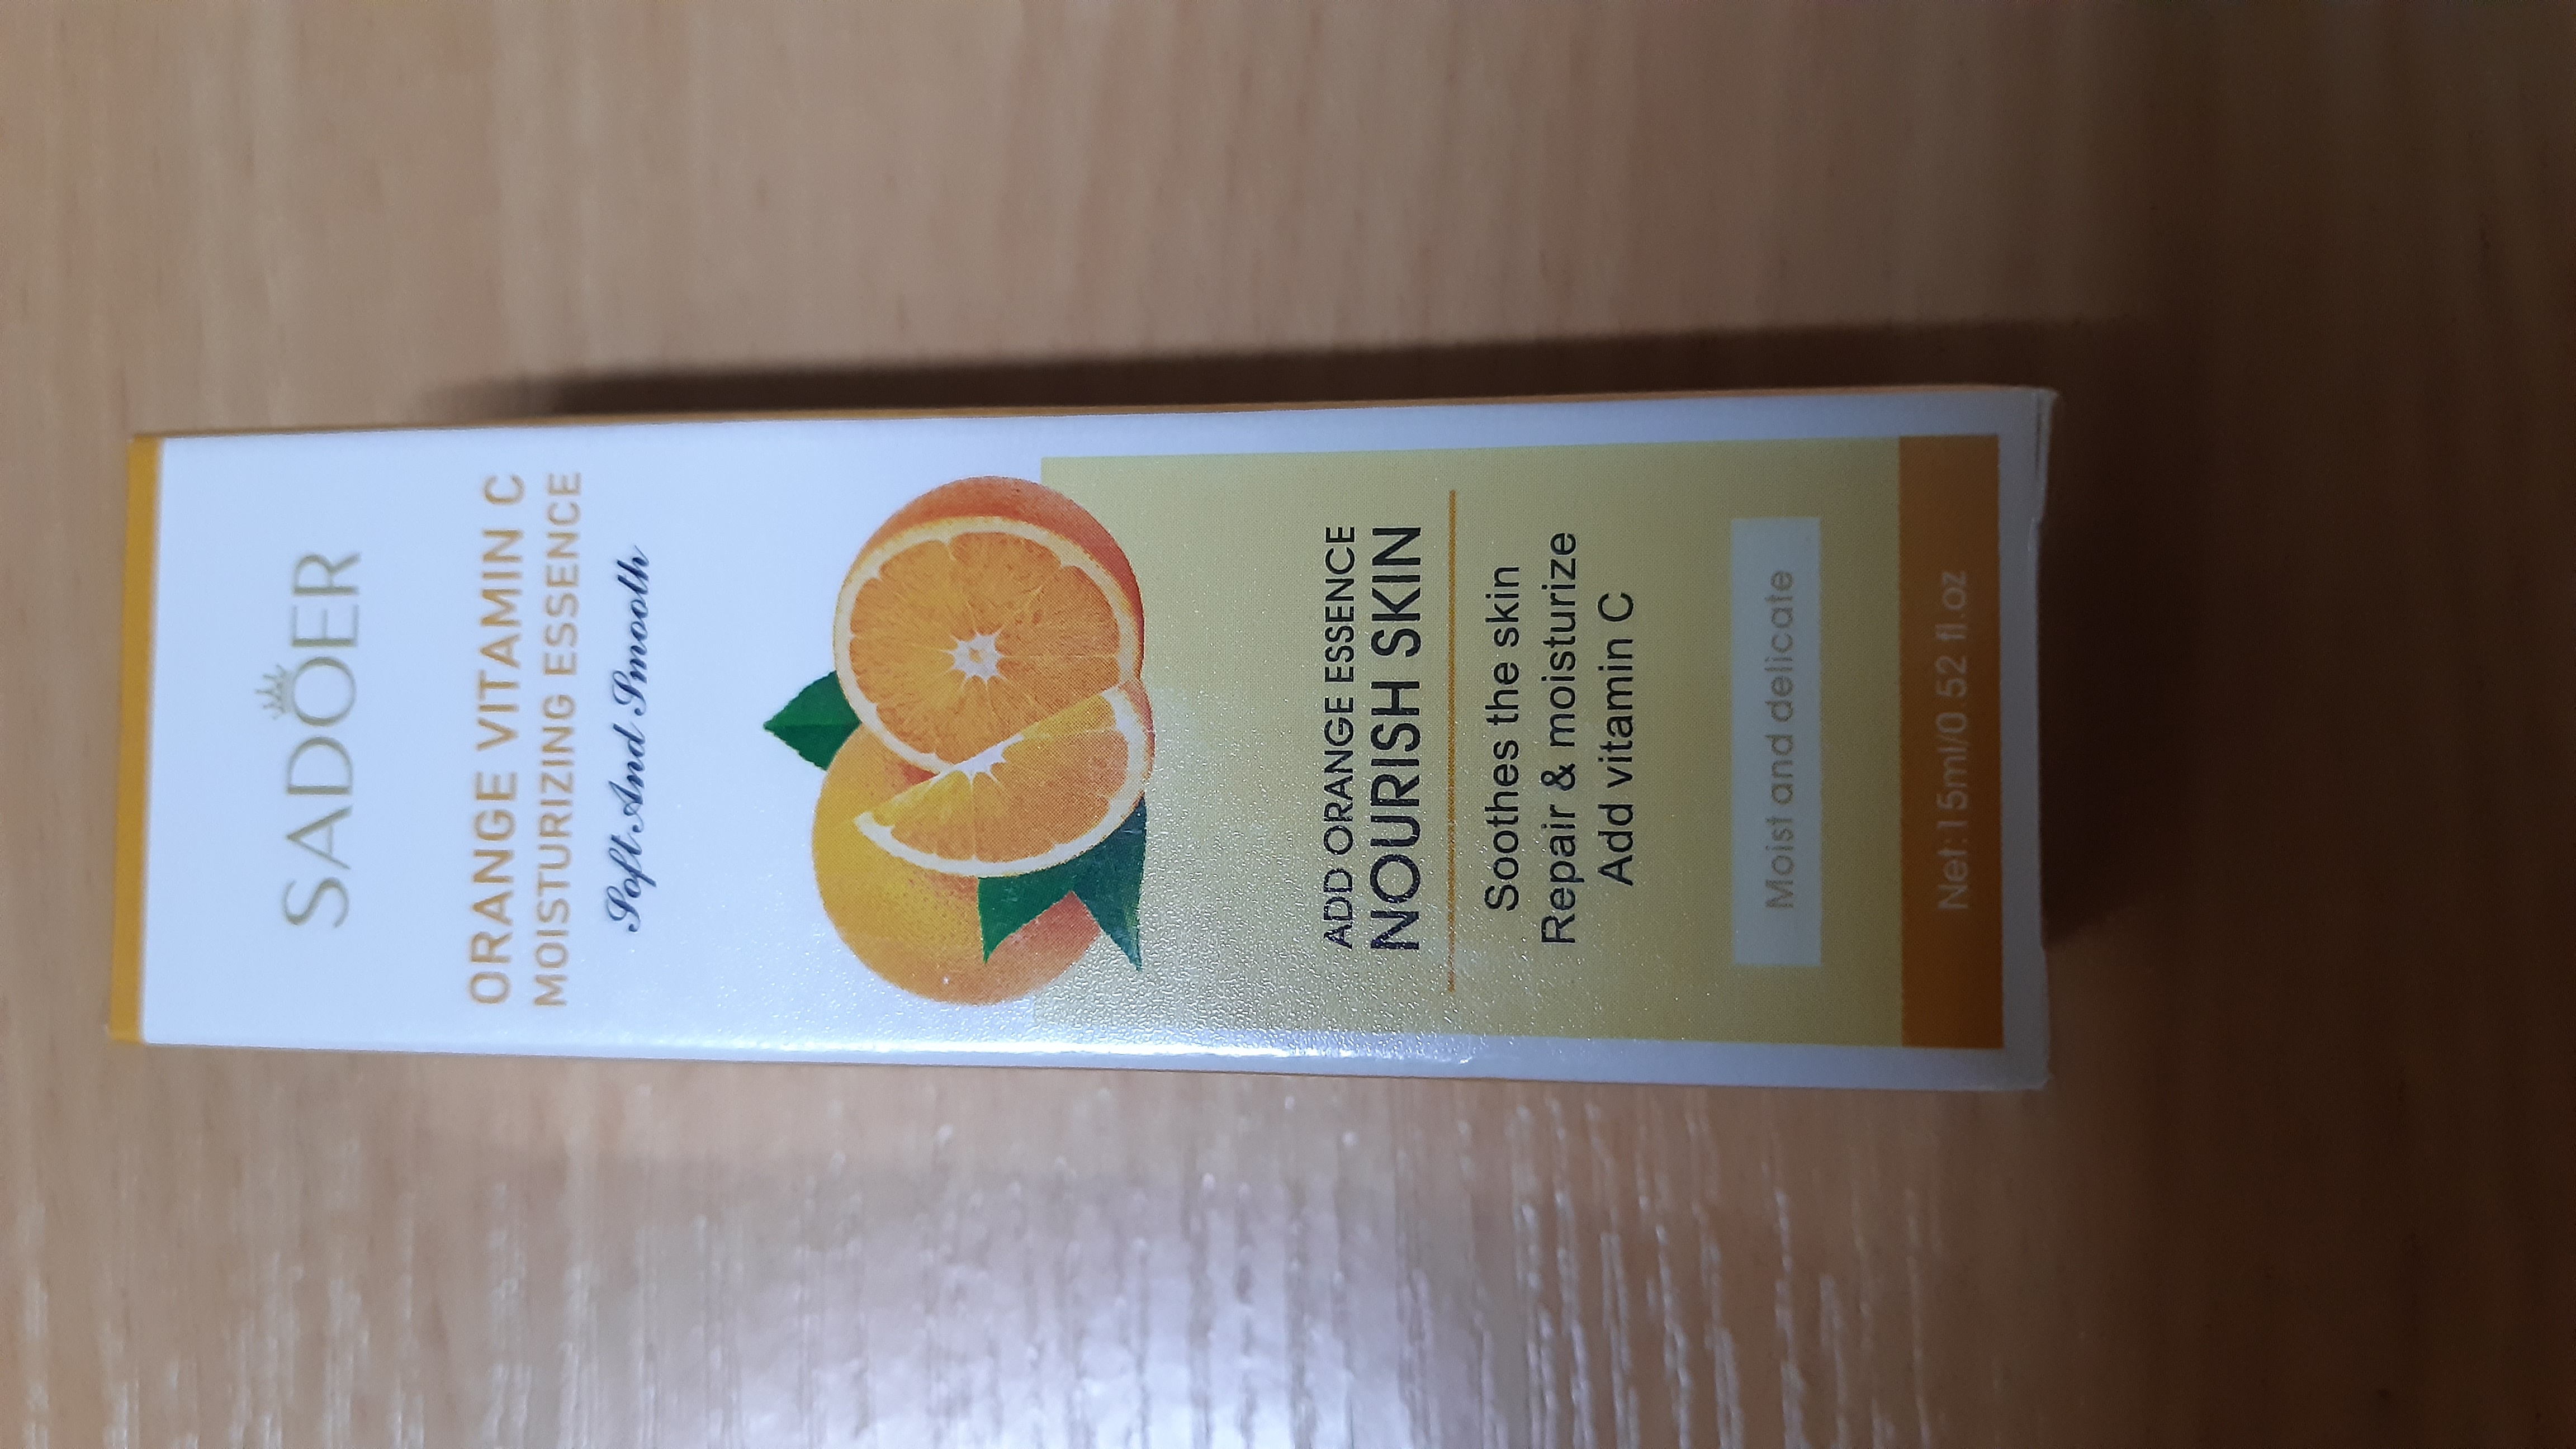 SADOER
ORANGE VITAMIN C
MOISTURIZING ESSENCE
Soft And Smooth
ADD ORANGE ESSENCE
NOURISH SKIN
Soothes the skin
Repair & moisturize
Add vitamin C
Moist and delicate
Net:15ml/0.52 fl.oz